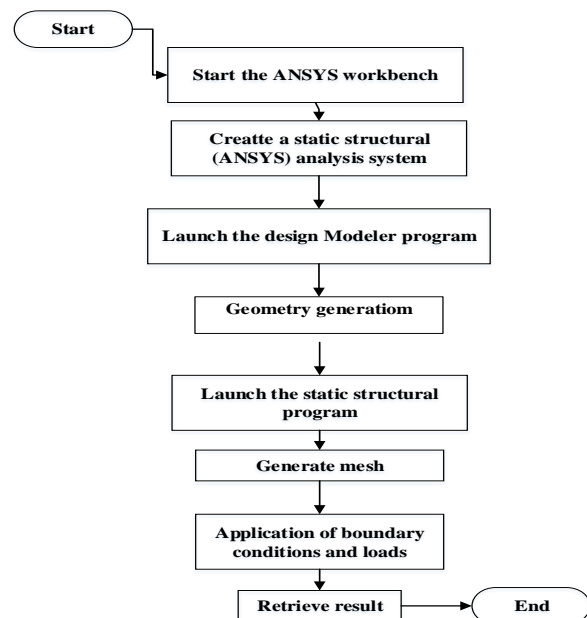 Start
Start the ANSYS workbench
Creatte a static structural
(ANSYS) analysis system
Launch the design Modeler program
Geometry generatiom
Launch the static structural
program
Generate mesh
Application of boundary
conditions and loads
Retrieve result
End